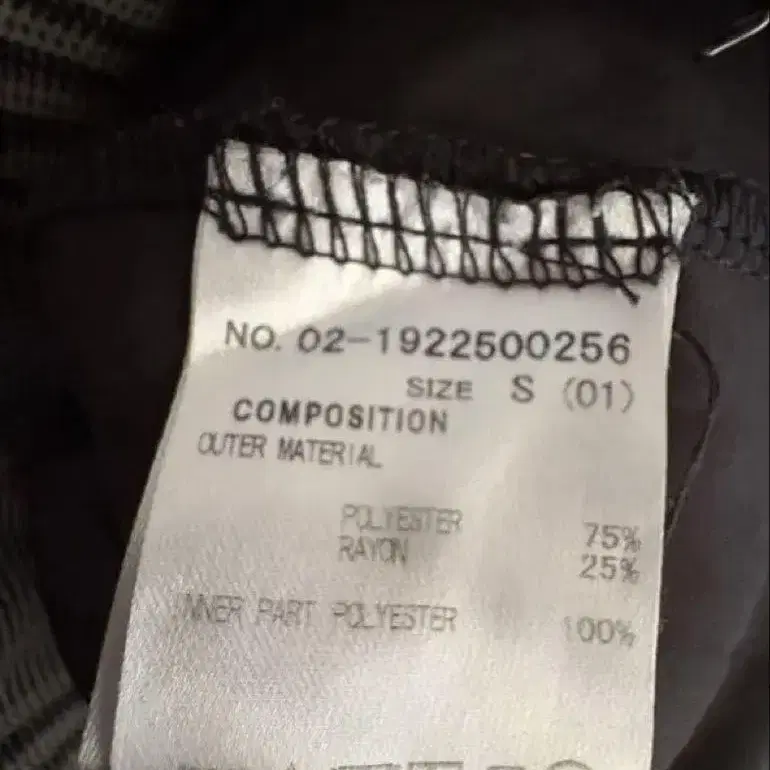 NO. 02-1922500256
SIZE S (01)
COMPOSITION
OUTER MATERIAL
POLYESTER 75%
RAYON 25%
INNER PART POLYESTER 100%